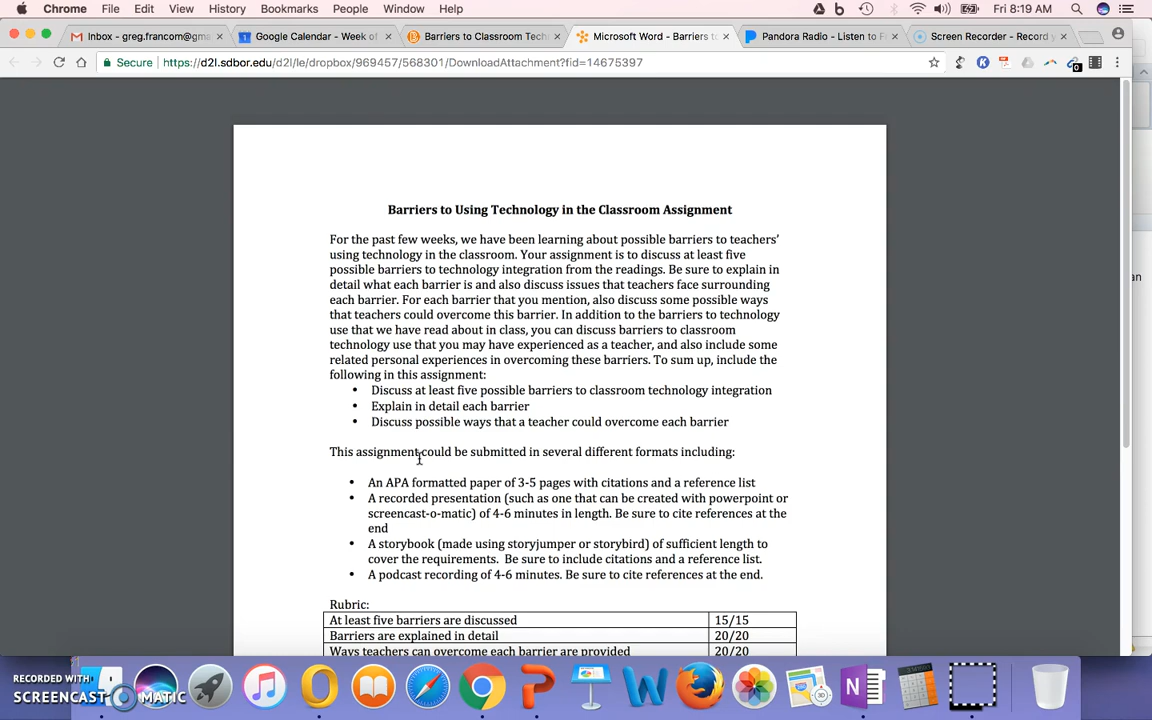 Chrome File Edit View History Bookmarks People Window Help Fri 8:19 AM
Inbox - greg.francom@gm
Google Calendar - Week of
Barriers to Classroom Tech
Microsoft Word - Barriers to
Pandora Radio - Listen to F
Screen Recorder - Record y
Secure https://d2l.sdbor.edu/d2l/le/dropbox/969457/568301/DownloadAttachment?fid=14675397
Barriers to Using Technology in the Classroom Assignment
For the past few weeks, we have been learning about possible barriers to teachers'
using technology in the classroom. Your assignment is to discuss at least five
possible barriers to technology integration from the readings. Be sure to explain in
detail what each barrier is and also discuss issues that teachers face surrounding
each barrier. For each barrier that you mention, also discuss some possible ways
that teachers could overcome this barrier. In addition to the barriers to technology
use that we have read about in class, you can discuss barriers to classroom
technology use that you may have experienced as a teacher, and also include some
related personal experiences in overcoming these barriers. To sum up, include the
following in this assignment:
• Discuss at least five possible barriers to classroom technology integration
• Explain in detail each barrier
• Discuss possible ways that a teacher could overcome each barrier
This assignment could be submitted in several different formats including:
• An APA formatted paper of 3-5 pages with citations and a reference list
• A recorded presentation (such as one that can be created with powerpoint or
screencast-o-matic) of 4-6 minutes in length. Be sure to cite references at the
end
• A storybook (made using storyjumper or storybird) of sufficient length to
cover the requirements. Be sure to include citations and a reference list.
• A podcast recording of 4-6 minutes. Be sure to cite references at the end.
Rubric:
At least five barriers are discussed 15/15
Barriers are explained in detail 20/20
Ways teachers can overcome each barrier are provided 20/20
RECORDED WITH
SCREENCAST MATIC